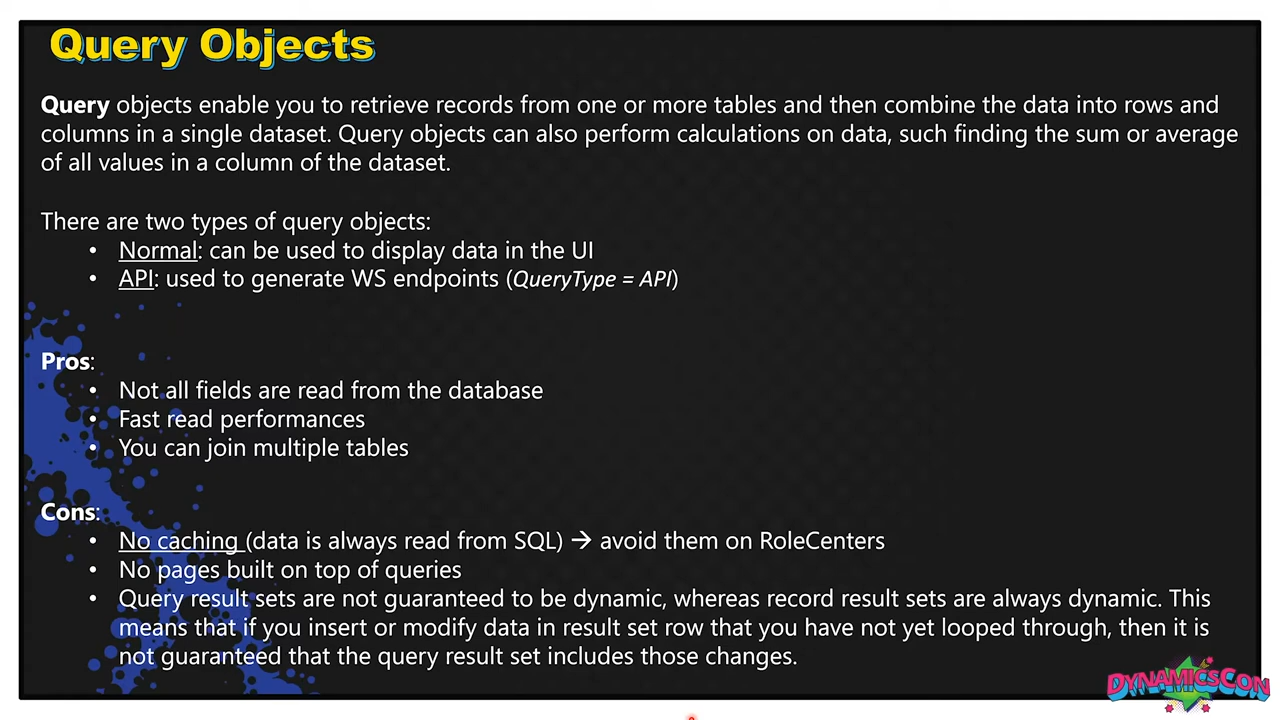 Query Objects
Query objects enable you to retrieve records from one or more tables and then combine the data into rows and
columns in a single dataset. Query objects can also perform calculations on data, such finding the sum or average
of all values in a column of the dataset.
There are two types of query objects:
• Normal: can be used to display data in the UI
• API: used to generate WS endpoints (QueryType = API)
Pros:
• Not all fields are read from the database
• Fast read performances
• You can join multiple tables
Cons:
• No caching (data is always read from SQL) → avoid them on RoleCenters
• No pages built on top of queries
• Query result sets are not guaranteed to be dynamic, whereas record result sets are always dynamic. This
means that if you insert or modify data in result set row that you have not yet looped through, then it is
not guaranteed that the query result set includes those changes.
DYNAMICSCON